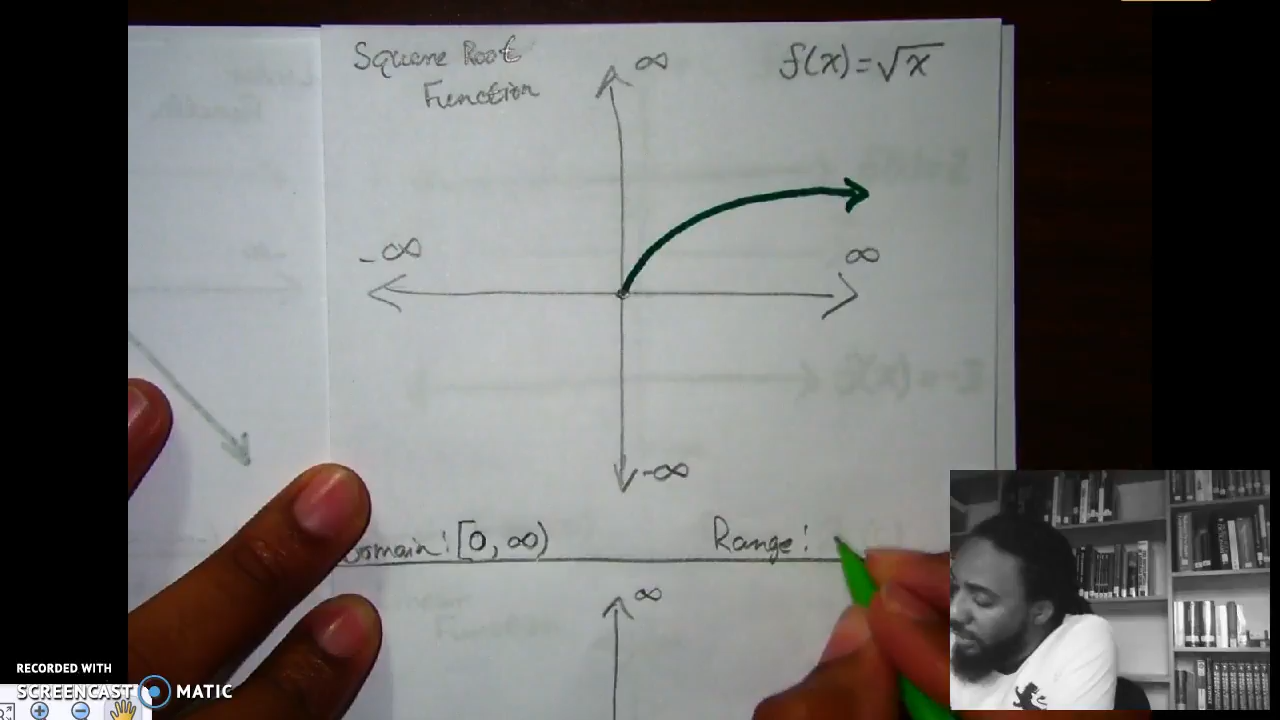 Square Root
Function
f(x)=√x
∞
-∞
∞
-∞
Domain: [0, ∞)
Range:
∞
RECORDED WITH
SCREENCAST MATIC